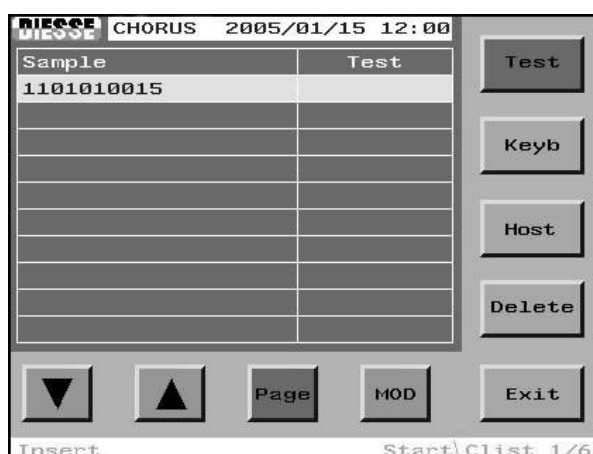 DIESSE CHORUS 2005/01/15 12:00
Sample Test
1101010015
Test
Keyb
Host
Delete
Page MOD Exit
Insert Start\Clist 1/6